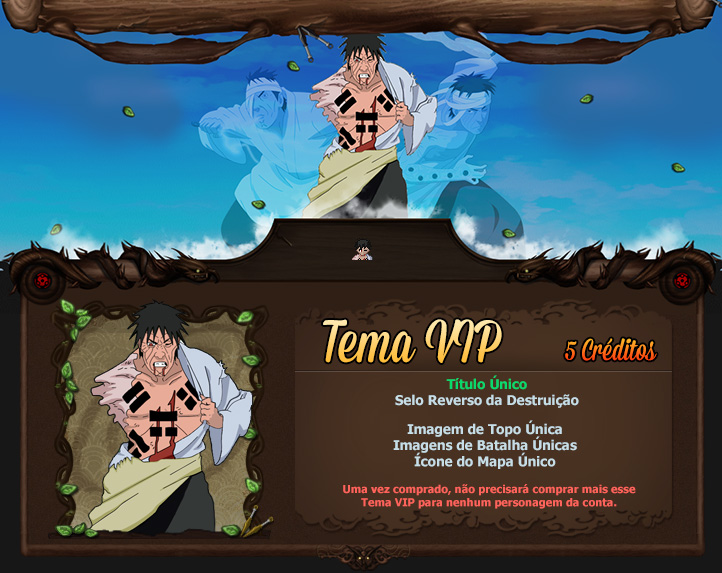 Tema VIP
5 Créditos
Título Único
Selo Reverso da Destruição
Imagem de Topo Única
Imagens de Batalha Únicas
Ícone do Mapa Único
Uma vez comprado, não precisará comprar mais esse
Tema VIP para nenhum personagem da conta.